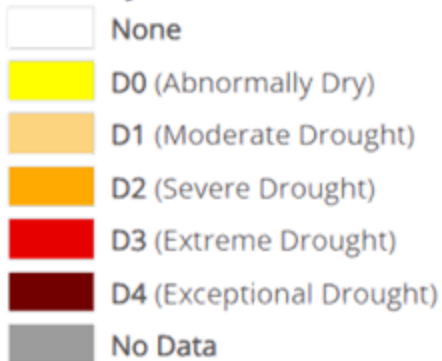 None
D0 (Abnormally Dry)
D1 (Moderate Drought)
D2 (Severe Drought)
D3 (Extreme Drought)
D4 (Exceptional Drought)
No Data